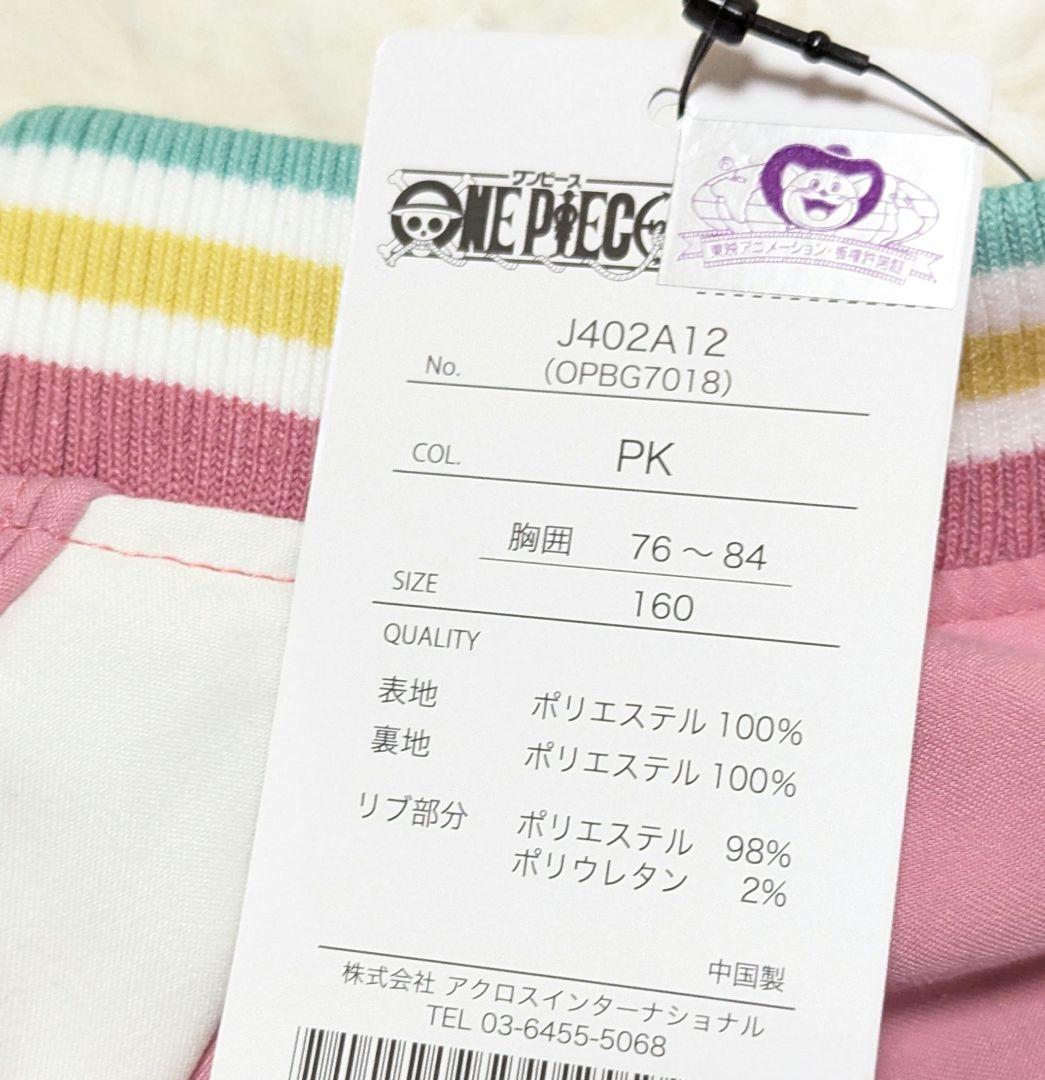 ワンピース
ONE PIECE
東映アニメーション・版権許諾証
J402A12
No. (OPBG7018)
COL. PK
胸囲 76～84
SIZE 160
QUALITY
表地 ポリエステル 100%
裏地 ポリエステル 100%
リブ部分 ポリエステル 98%
ポリウレタン 2%
中国製
株式会社 アクロスインターナショナル
TEL 03-6455-5068